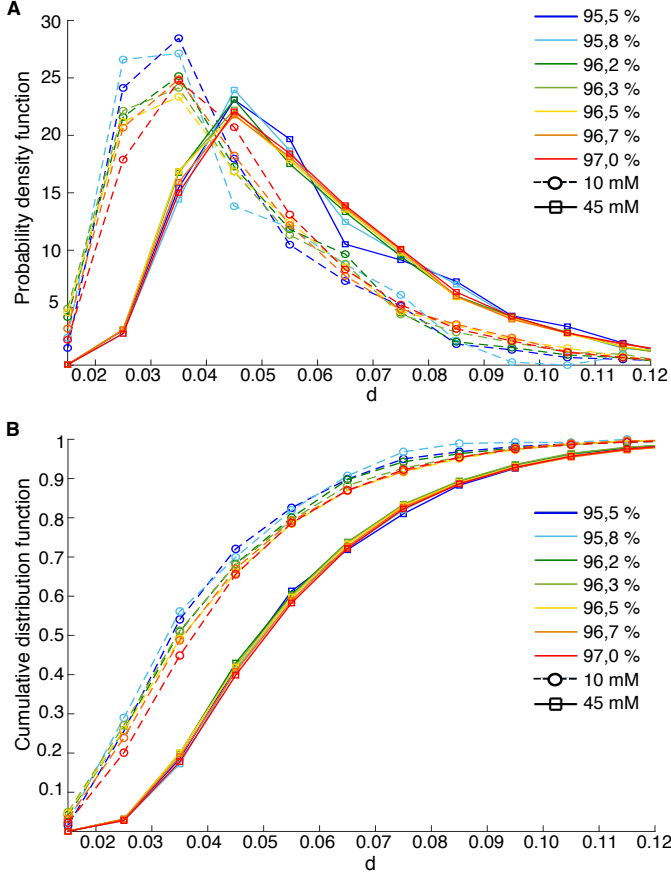 A
Probability density function
30
25
20
15
10
5
0.02 0.03 0.04 0.05 0.06 0.07 0.08 0.09 0.10 0.11 0.12
d
95,5 %
95,8 %
96,2 %
96,3 %
96,5 %
96,7 %
97,0 %
10 mM
45 mM
B
Cumulative distribution function
1
0.9
0.8
0.7
0.6
0.5
0.4
0.3
0.2
0.1
0.02 0.03 0.04 0.05 0.06 0.07 0.08 0.09 0.10 0.11 0.12
d
95,5 %
95,8 %
96,2 %
96,3 %
96,5 %
96,7 %
97,0 %
10 mM
45 mM